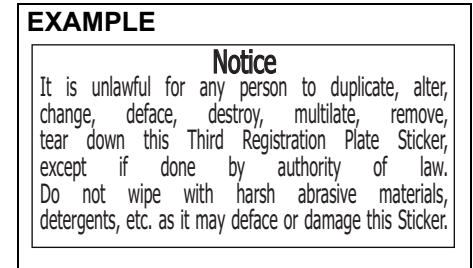 EXAMPLE
Notice
It is unlawful for any person to duplicate, alter,
change, deface, destroy, multilate, remove,
tear down this Third Registration Plate Sticker,
except if done by authority of law.
Do not wipe with harsh abrasive materials,
detergents, etc. as it may deface or damage this Sticker.